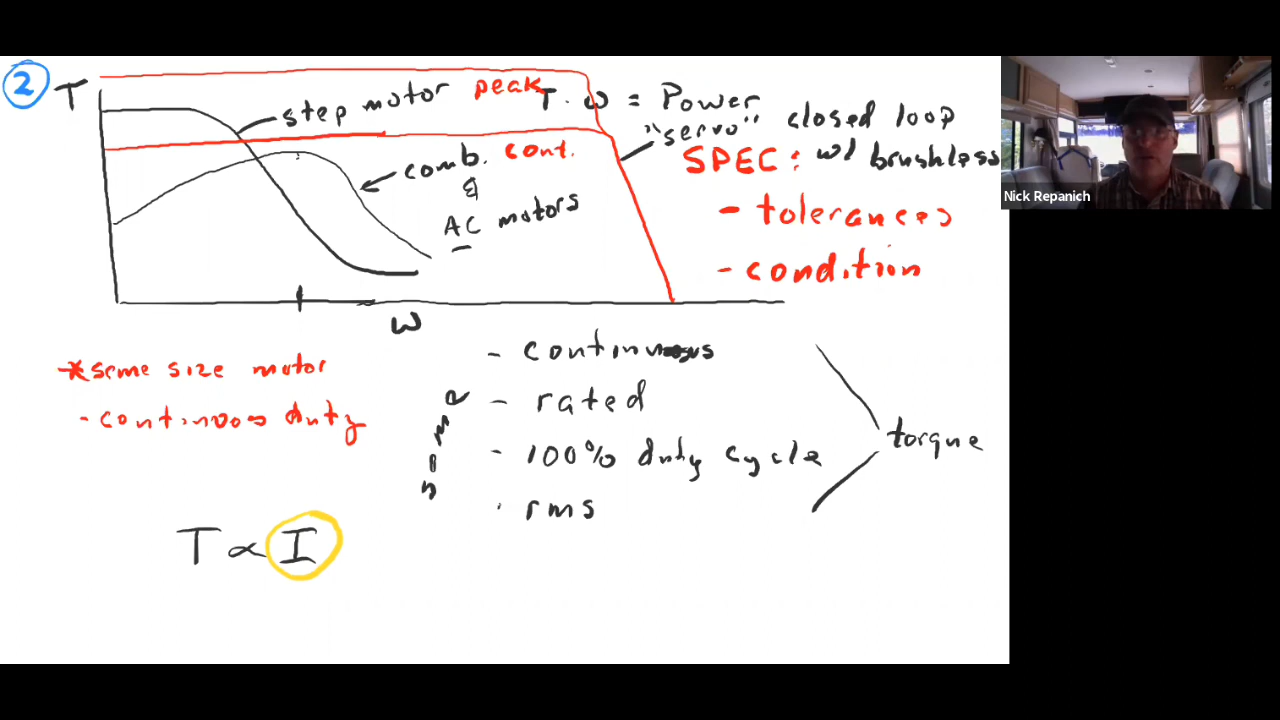 2
T
step motor
peak
T · ω = Power
"servo" closed loop
SPEC: w/ brushless
comb. cont.
&
AC motors
- tolerances
- condition
ω
Nick Repanich
* same size motor
- continuous duty
- continuous
- rated
- 100% duty cycle
- rms
torque
T ∝ I